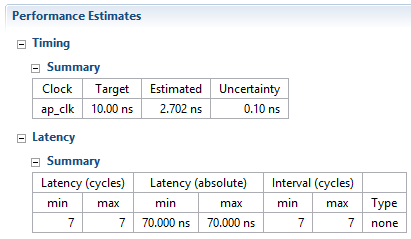 Performance Estimates
Timing
Summary
Clock Target Estimated Uncertainty
ap_clk 10.00 ns 2.702 ns 0.10 ns
Latency
Summary
Latency (cycles) Latency (absolute) Interval (cycles)
min max min max min max Type
7 7 70.000 ns 70.000 ns 7 7 none